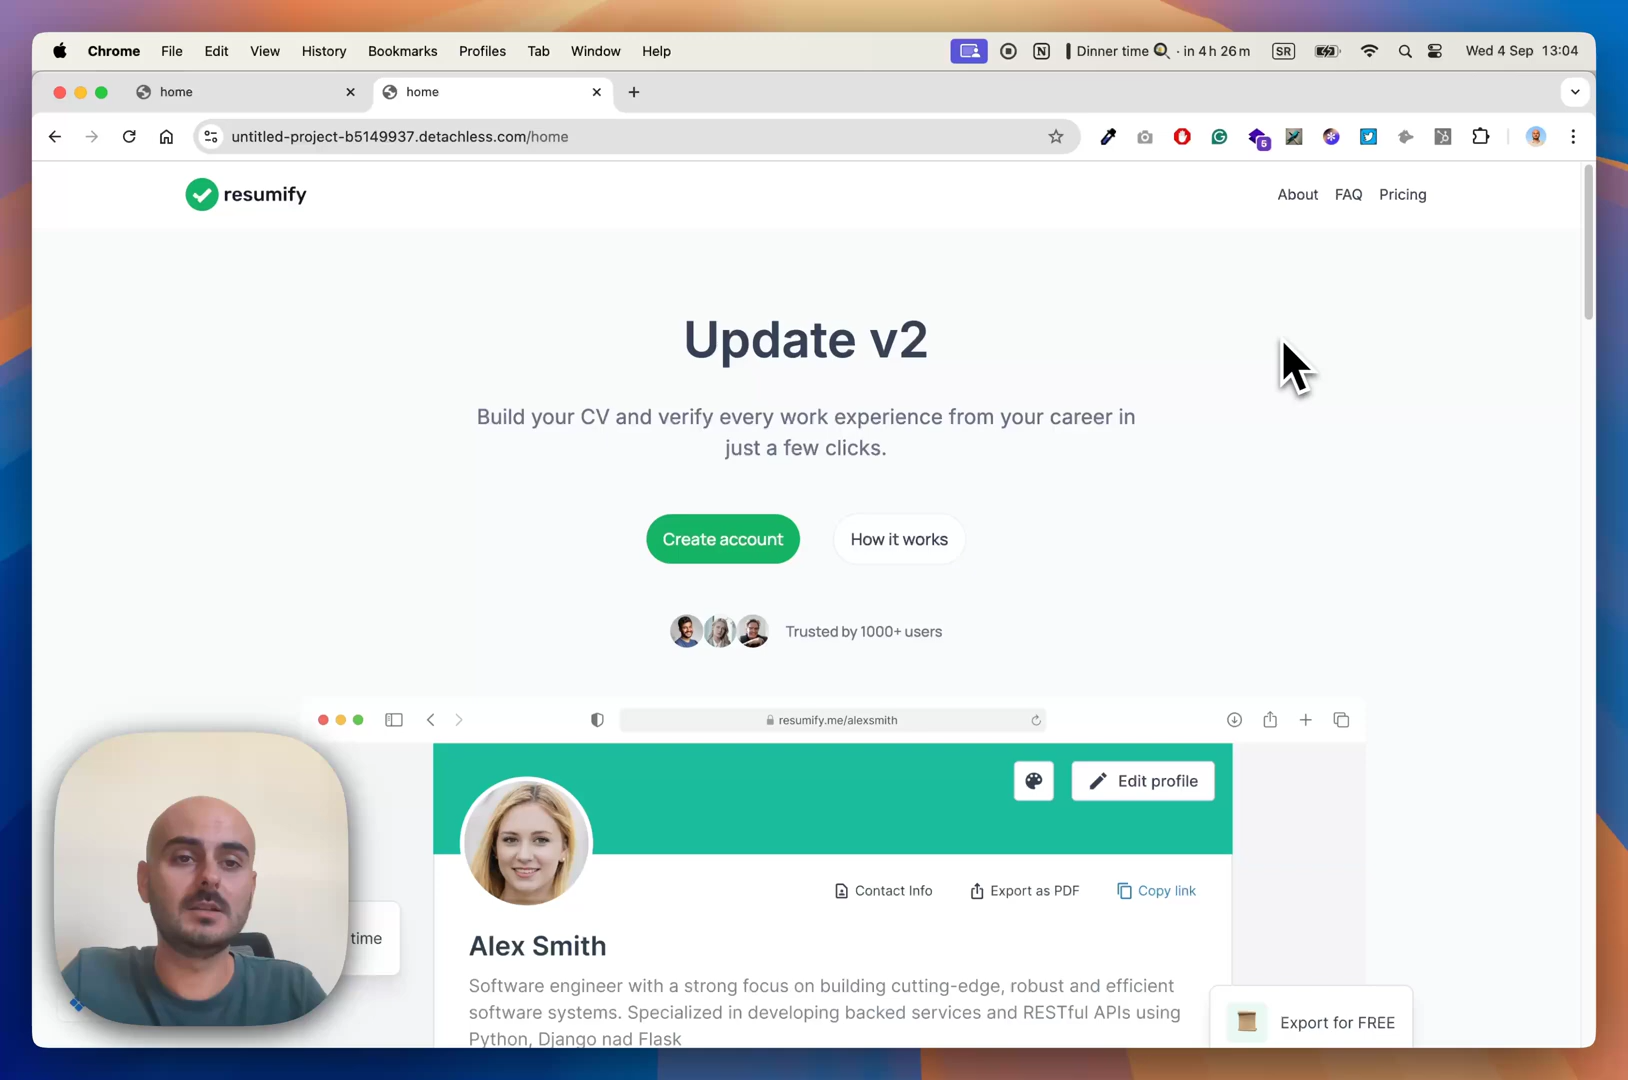 Chrome File Edit View History Bookmarks Profiles Tab Window Help Dinner time · in 4 h 26 m SR Wed 4 Sep 13:04
home home
untitled-project-b5149937.detachless.com/home 5
resumify About FAQ Pricing
Update v2
Build your CV and verify every work experience from your career in
just a few clicks.
Create account How it works
Trusted by 1000+ users
resumify.me/alexsmith
Edit profile
Contact Info Export as PDF Copy link
time
Alex Smith
Software engineer with a strong focus on building cutting-edge, robust and efficient
software systems. Specialized in developing backed services and RESTful APIs using
Python, Django nad Flask
Export for FREE